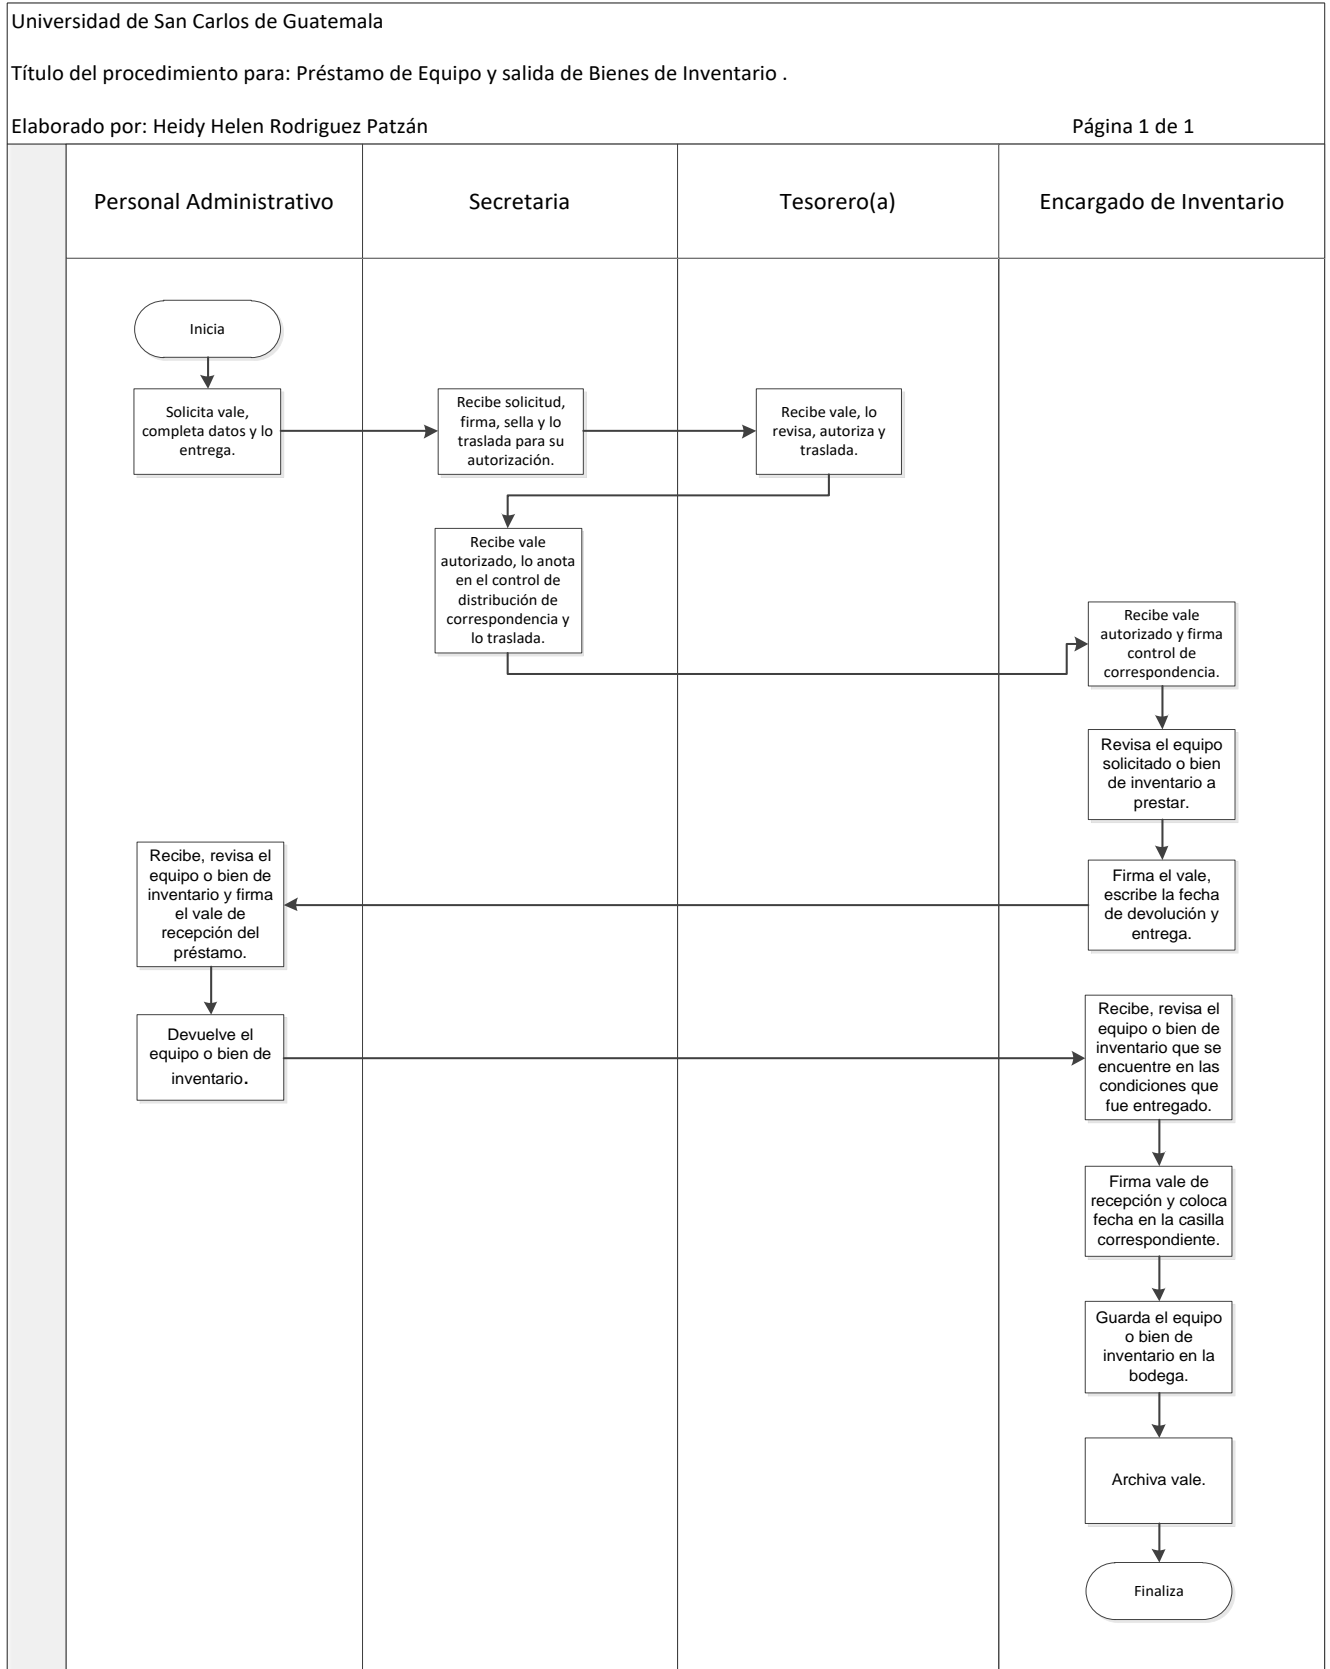 Universidad de San Carlos de Guatemala
Título del procedimiento para: Préstamo de Equipo y salida de Bienes de Inventario .
Elaborado por: Heidy Helen Rodriguez Patzán
Página 1 de 1
Personal Administrativo
Secretaria
Tesorero(a)
Encargado de Inventario
Inicia
Solicita vale,
completa datos y lo
entrega.
Recibe solicitud,
firma, sella y lo
traslada para su
autorización.
Recibe vale, lo
revisa, autoriza y
traslada.
Recibe vale
autorizado, lo anota
en el control de
distribución de
correspondencia y
lo traslada.
Recibe vale
autorizado y firma
control de
correspondencia.
Revisa el equipo
solicitado o bien
de inventario a
prestar.
Firma el vale,
escribe la fecha
de devolución y
entrega.
Recibe, revisa el
equipo o bien de
inventario y firma
el vale de
recepción del
préstamo.
Devuelve el
equipo o bien de
inventario.
Recibe, revisa el
equipo o bien de
inventario que se
encuentre en las
condiciones que
fue entregado.
Firma vale de
recepción y coloca
fecha en la casilla
correspondiente.
Guarda el equipo
o bien de
inventario en la
bodega.
Archiva vale.
Finaliza